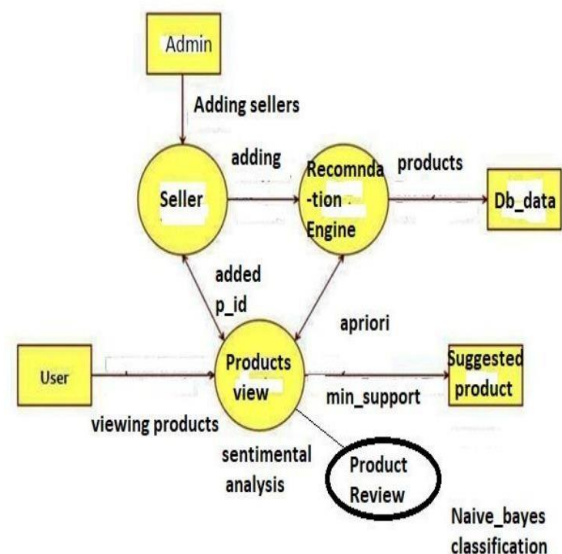 Admin
Adding sellers
adding
products
Seller
Recomnda
-tion
Engine
Db_data
added
p_id
apriori
User
Products
view
Suggested
product
viewing products
min_support
sentimental
analysis
Product
Review
Naive_bayes
classification